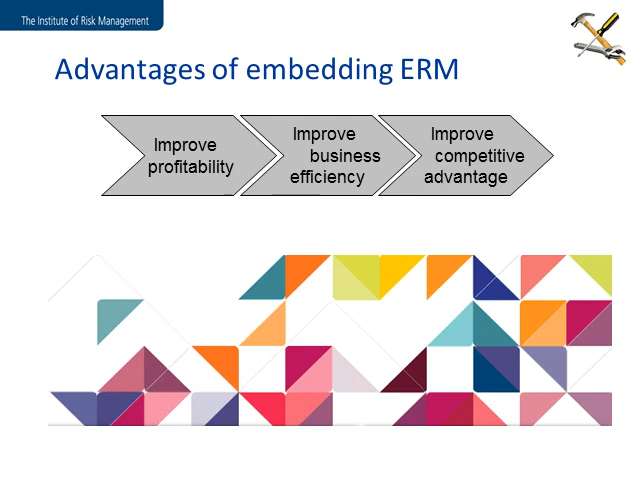 The Institute of Risk Management
Advantages of embedding ERM
Improve
profitability
Improve
business
efficiency
Improve
competitive
advantage